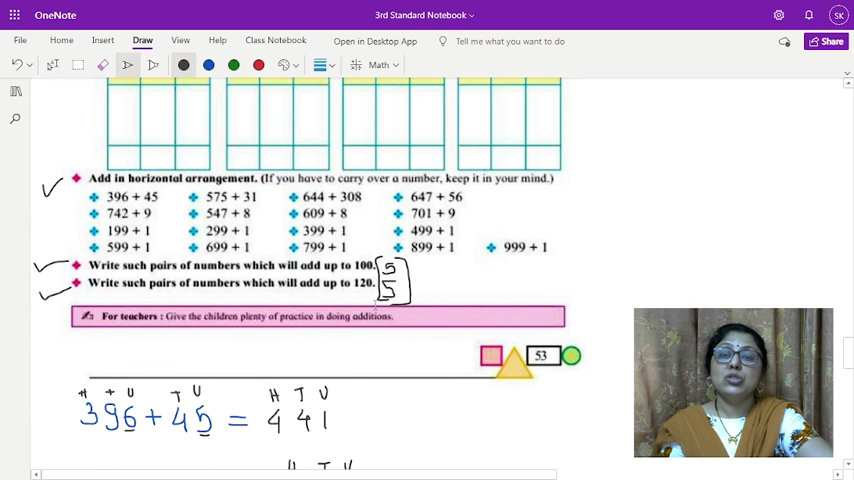 OneNote
3rd Standard Notebook
SK
File Home Insert Draw View Help Class Notebook Open in Desktop App Tell me what you want to do Share
Math
Add in horizontal arrangement. (If you have to carry over a number, keep it in your mind.)
396 + 45 575 + 31 644 + 308 647 + 56
742 + 9 547 + 8 609 + 8 701 + 9
199 + 1 299 + 1 399 + 1 499 + 1
599 + 1 699 + 1 799 + 1 899 + 1 999 + 1
Write such pairs of numbers which will add up to 100. 5
Write such pairs of numbers which will add up to 120. 5
For teachers : Give the children plenty of practice in doing additions.
53
H T U T U H T U
396 + 45 = 441
H T U